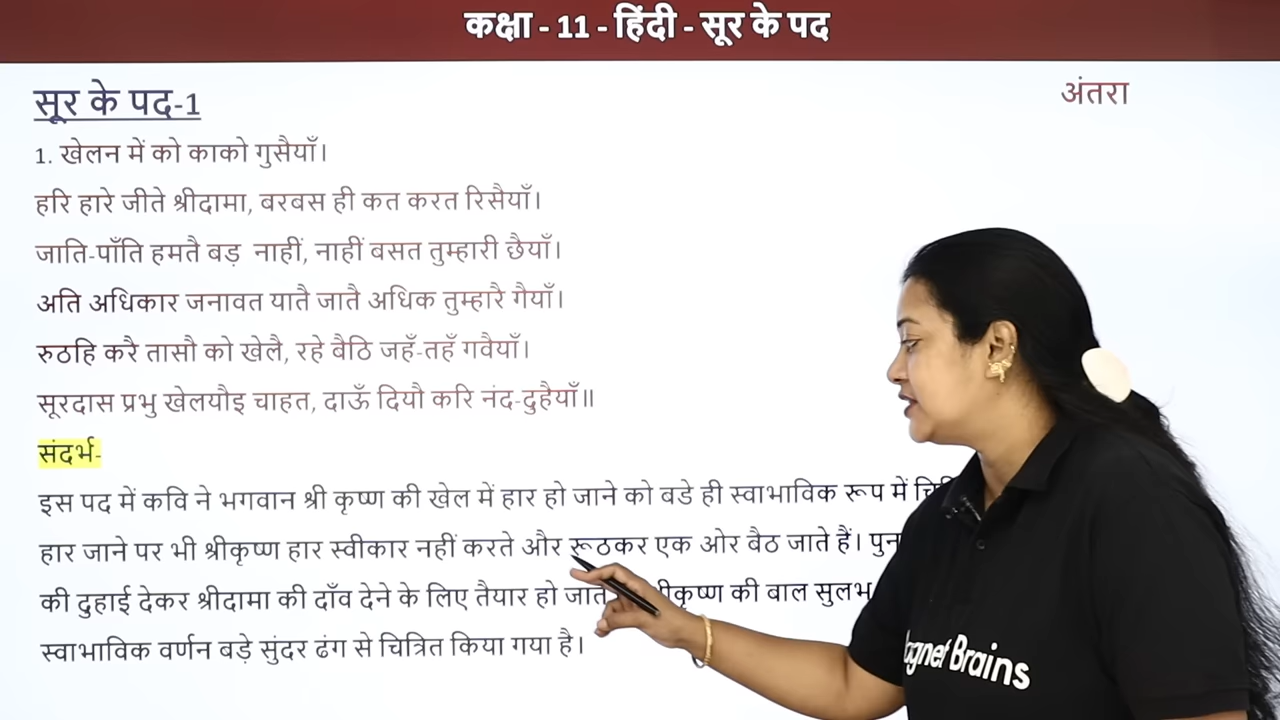 कक्षा - 11 - हिंदी - सूर के पद
सूर के पद-1
अंतरा
1. खेलन में को काको गुसैयाँ।
हरि हारे जीते श्रीदामा, वरवस ही कत करत रिसैयाँ।
जाति-पाँति हमतै बड़ नाहीं, नाहीं बसत तुम्हारी छैयाँ।
अति अधिकार जनावत यातै जातै अधिक तुम्हारै गैयाँ।
रुठहि करै तासौ को खेलै, रहे वैठि जहँ-तहँ गवैयाँ।
सूरदास प्रभु खेलयौइ चाहत, दाऊँ दियौ करि नंद-दुहैयाँ॥
संदर्भ-
इस पद में कवि ने भगवान श्री कृष्ण की खेल में हार हो जाने को बडे ही स्वाभाविक रूप में
हार जाने पर भी श्रीकृष्ण हार स्वीकार नहीं करते और रूठकर एक ओर बैठ जाते हैं।
की दुहाई देकर श्रीदामा की दाँव देने के लिए तैयार हो की बाल सुलभ
स्वाभाविक वर्णन बड़े सुंदर ढंग से चित्रित किया गया है।
Brains